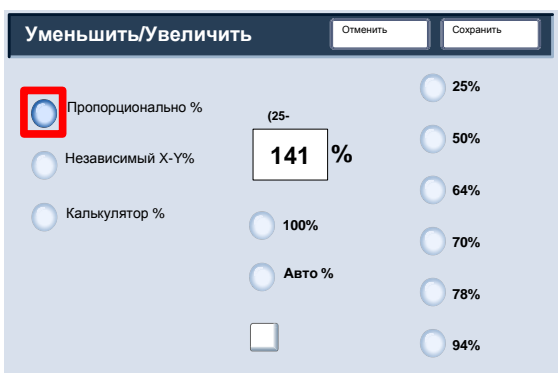 Уменьшить/Увеличить
Отменить
Сохранить
Пропорционально %
Независимый X-Y%
Калькулятор %
(25-
141 %
100%
Авто %
25%
50%
64%
70%
78%
94%